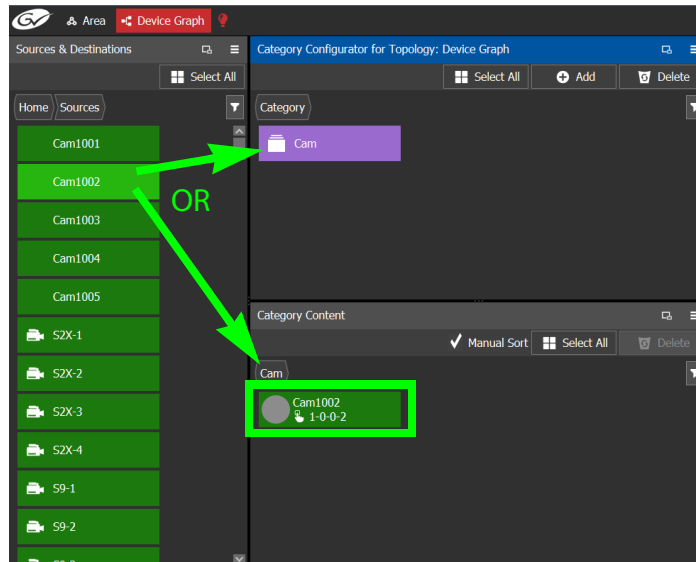 GV Area Device Graph
Sources & Destinations
Select All
Home Sources
Cam1001
Cam1002
Cam1003
Cam1004
Cam1005
S2X-1
S2X-2
S2X-3
S2X-4
S9-1
S9-2
OR
Category Configurator for Topology: Device Graph
Select All Add Delete
Category
Cam
Category Content
Manual Sort Select All Delete
Cam
Cam1002
1-0-0-2